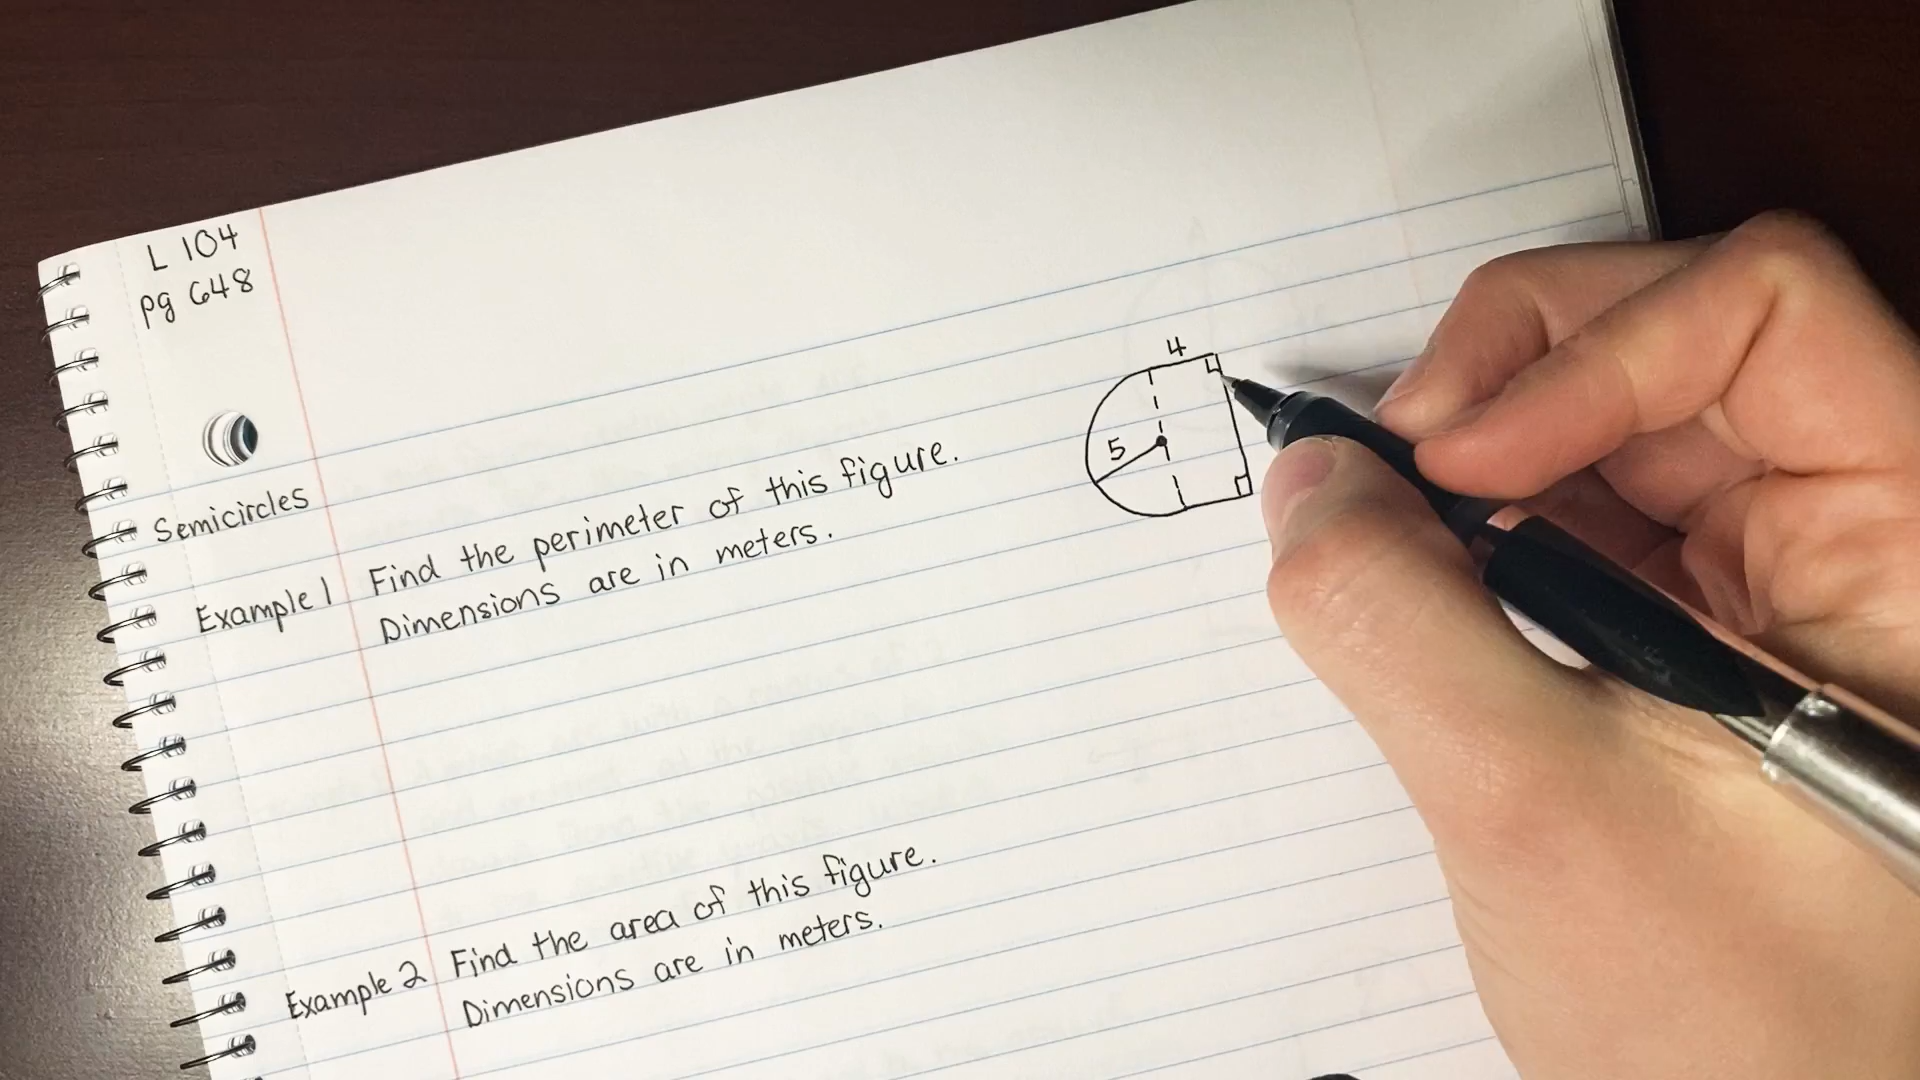 L 104
pg 648
Semicircles
Example 1 Find the perimeter of this figure.
Dimensions are in meters.
4
5
Example 2 Find the area of this figure.
Dimensions are in meters.